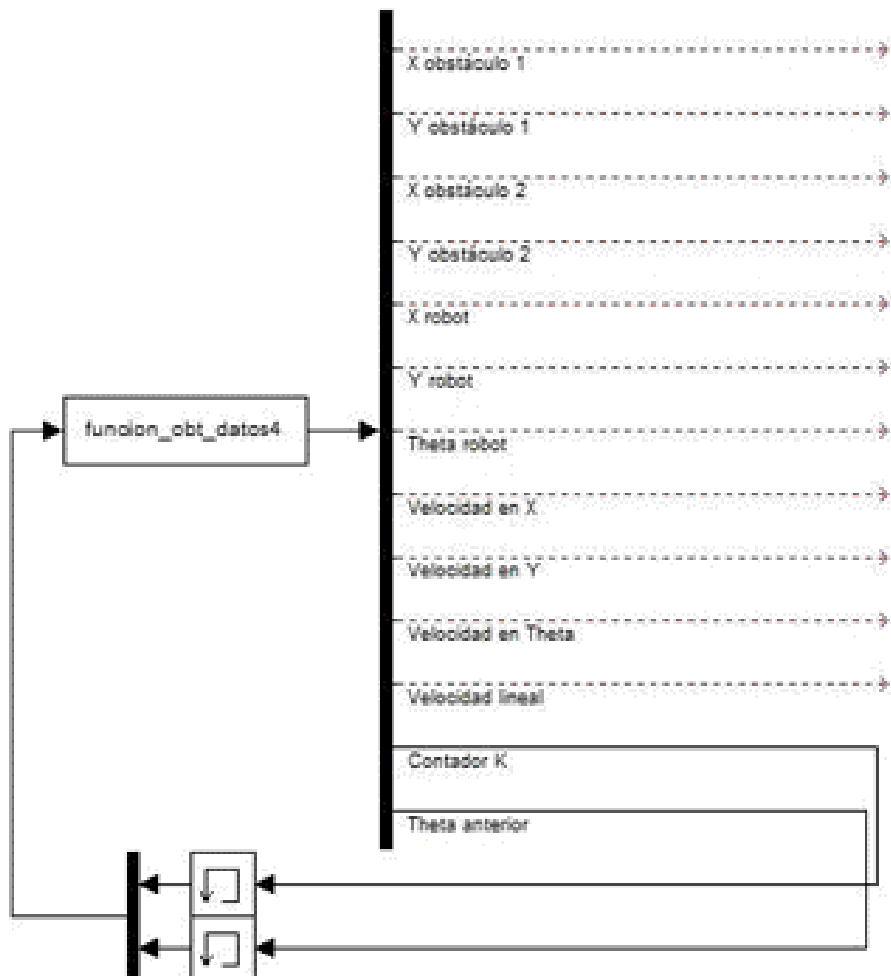 X obstáculo 1
Y obstáculo 1
X obstáculo 2
Y obstáculo 2
X robot
Y robot
funcion_obt_datos4
Theta robot
Velocidad en X
Velocidad en Y
Velocidad en Theta
Velocidad lineal
Contador K
Theta anterior